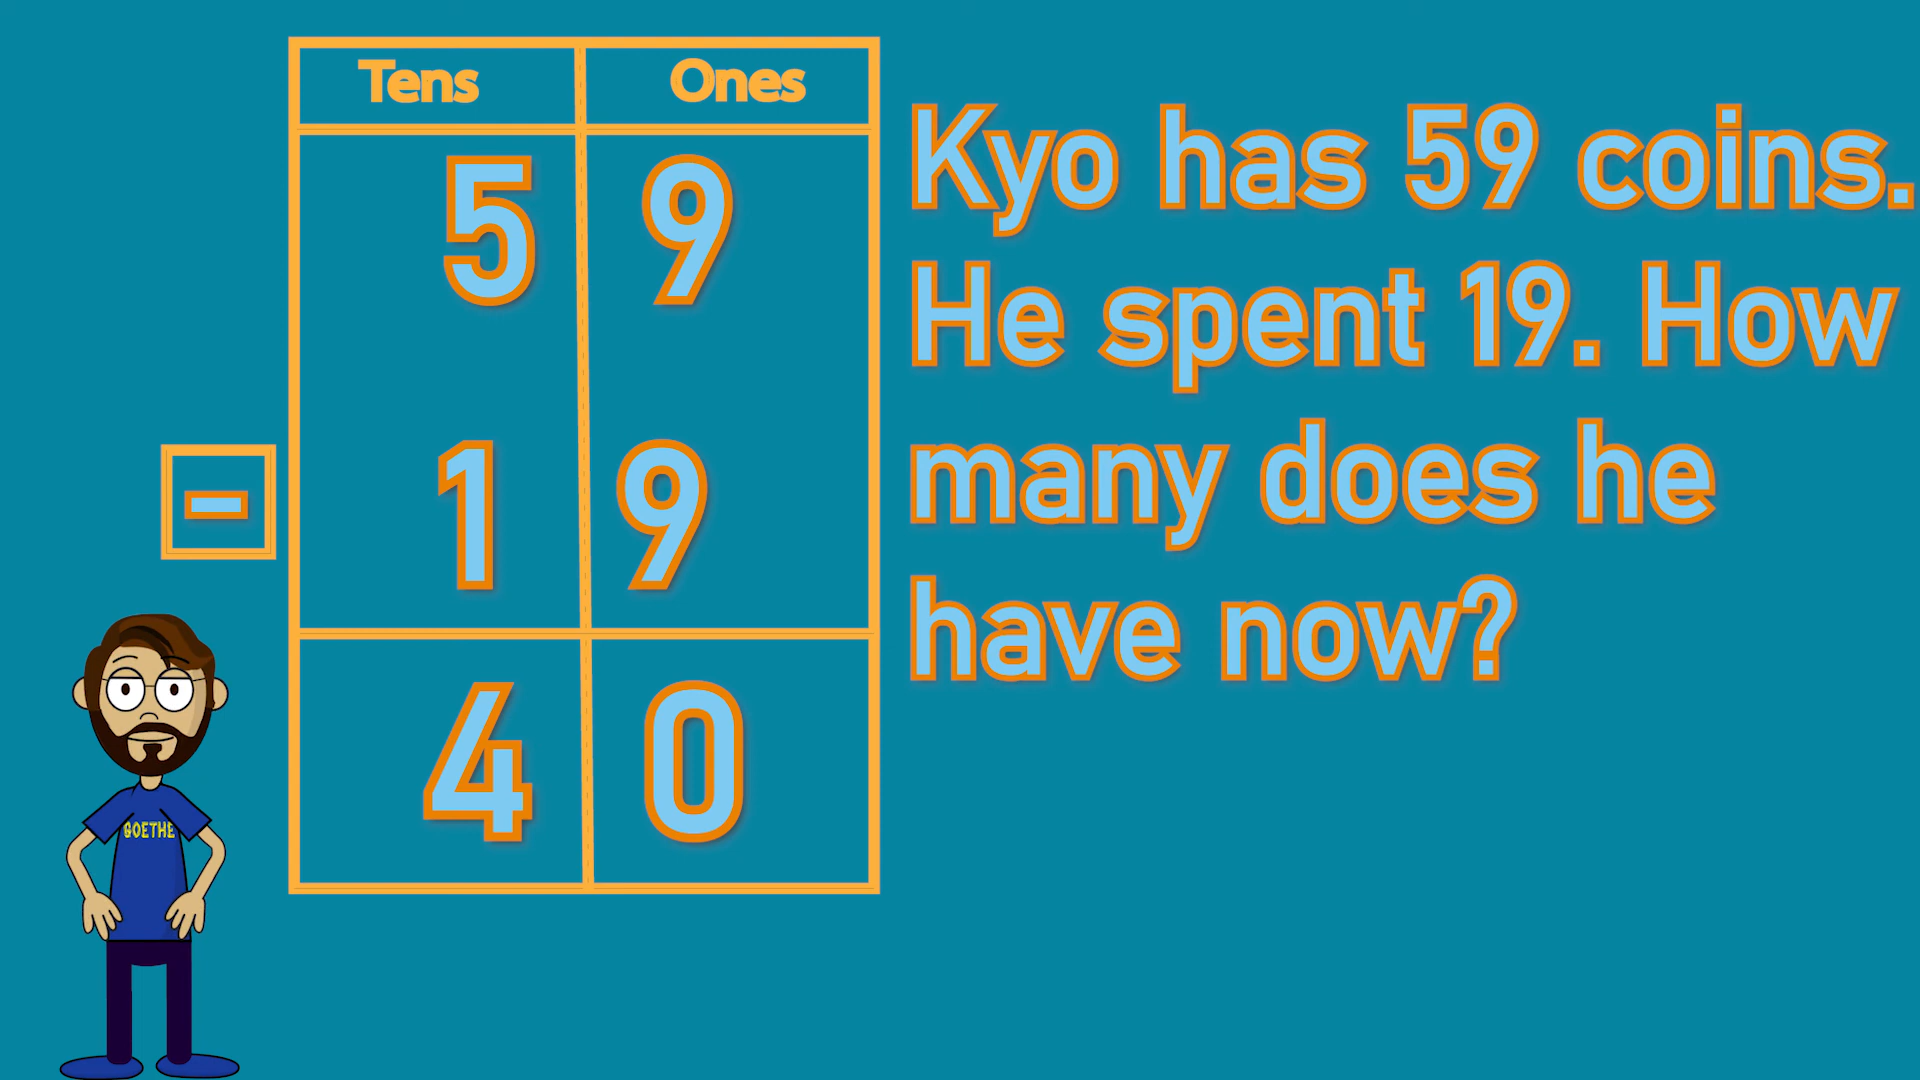 Tens Ones
5 9
- 1 9
4 0
Kyo has 59 coins.
He spent 19. How
many does he
have now?
GOETHE